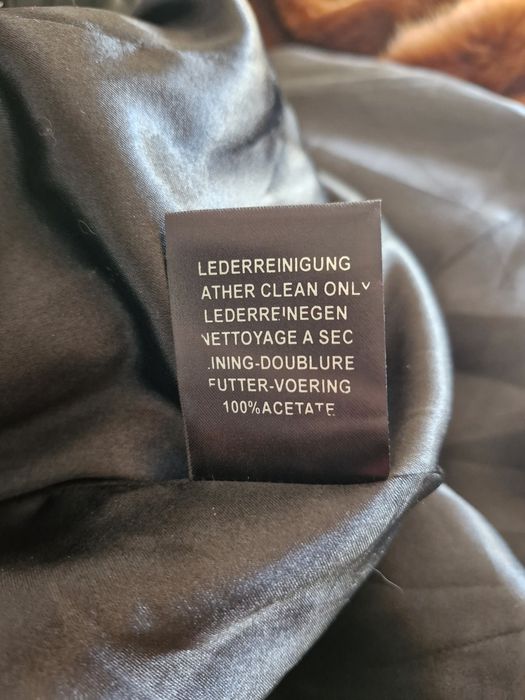 LEDERREINIGUNG
ATHER CLEAN ONLY
LEDERREINEGEN
NETTOYAGE A SEC
.INING-DOUBLURE
FUTTER-VOERING
100%ACETATE